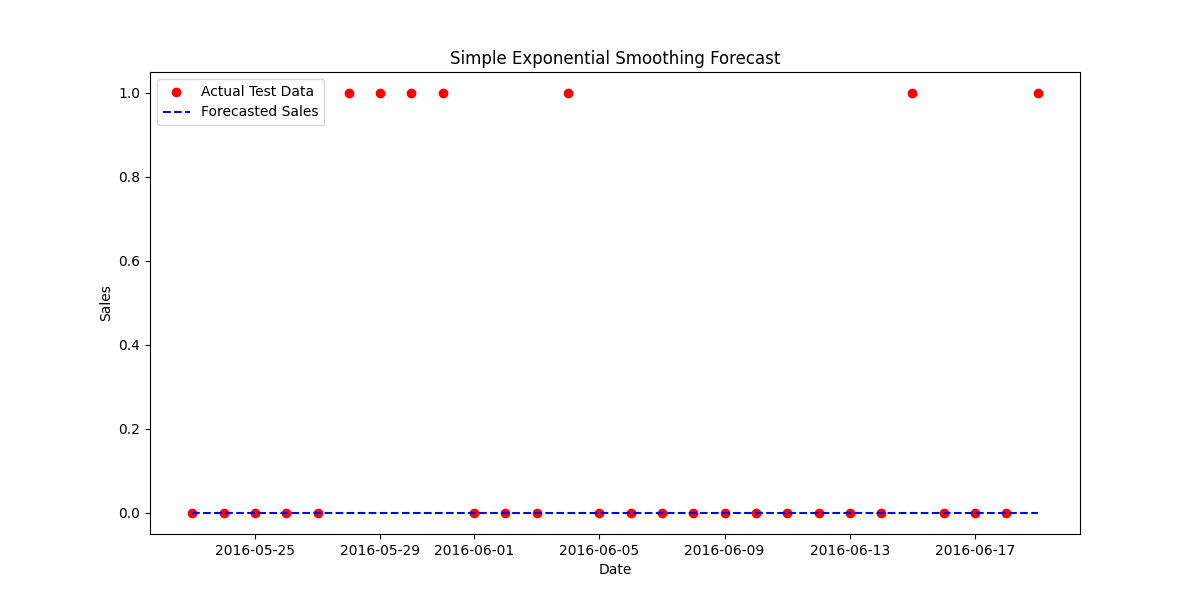 Simple Exponential Smoothing Forecast
Actual Test Data
Forecasted Sales
1.0
0.8
0.6
0.4
0.2
0.0
Sales
2016-05-25 2016-05-29 2016-06-01 2016-06-05 2016-06-09 2016-06-13 2016-06-17
Date